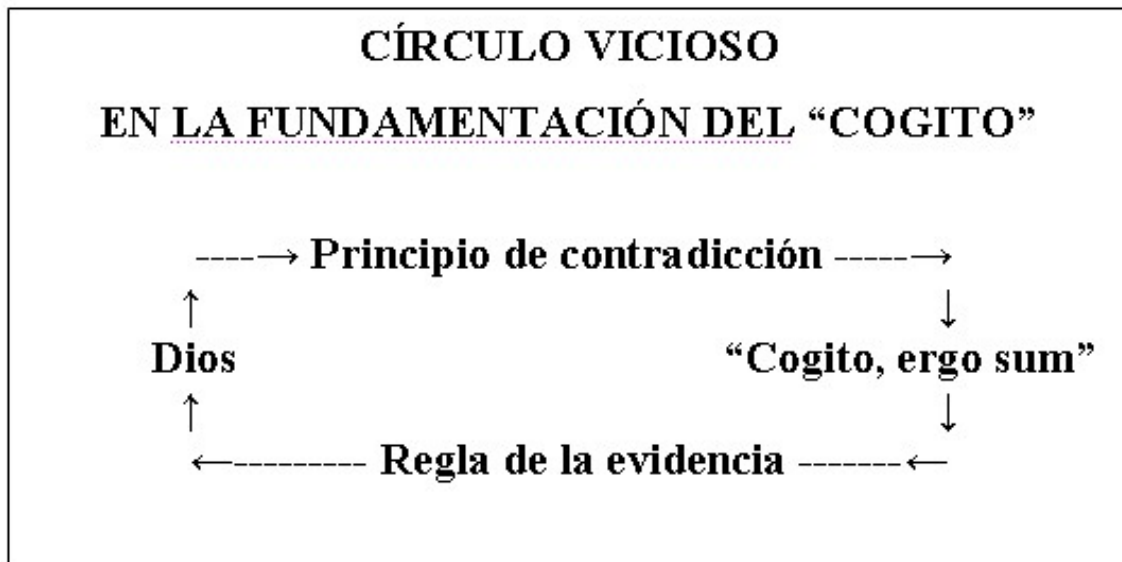 CÍRCULO VICIOSO
EN LA FUNDAMENTACIÓN DEL “COGITO”
----→ Principio de contradicción -----→
↑ ↓
Dios “Cogito, ergo sum”
↑ ↓
←--------- Regla de la evidencia -------←